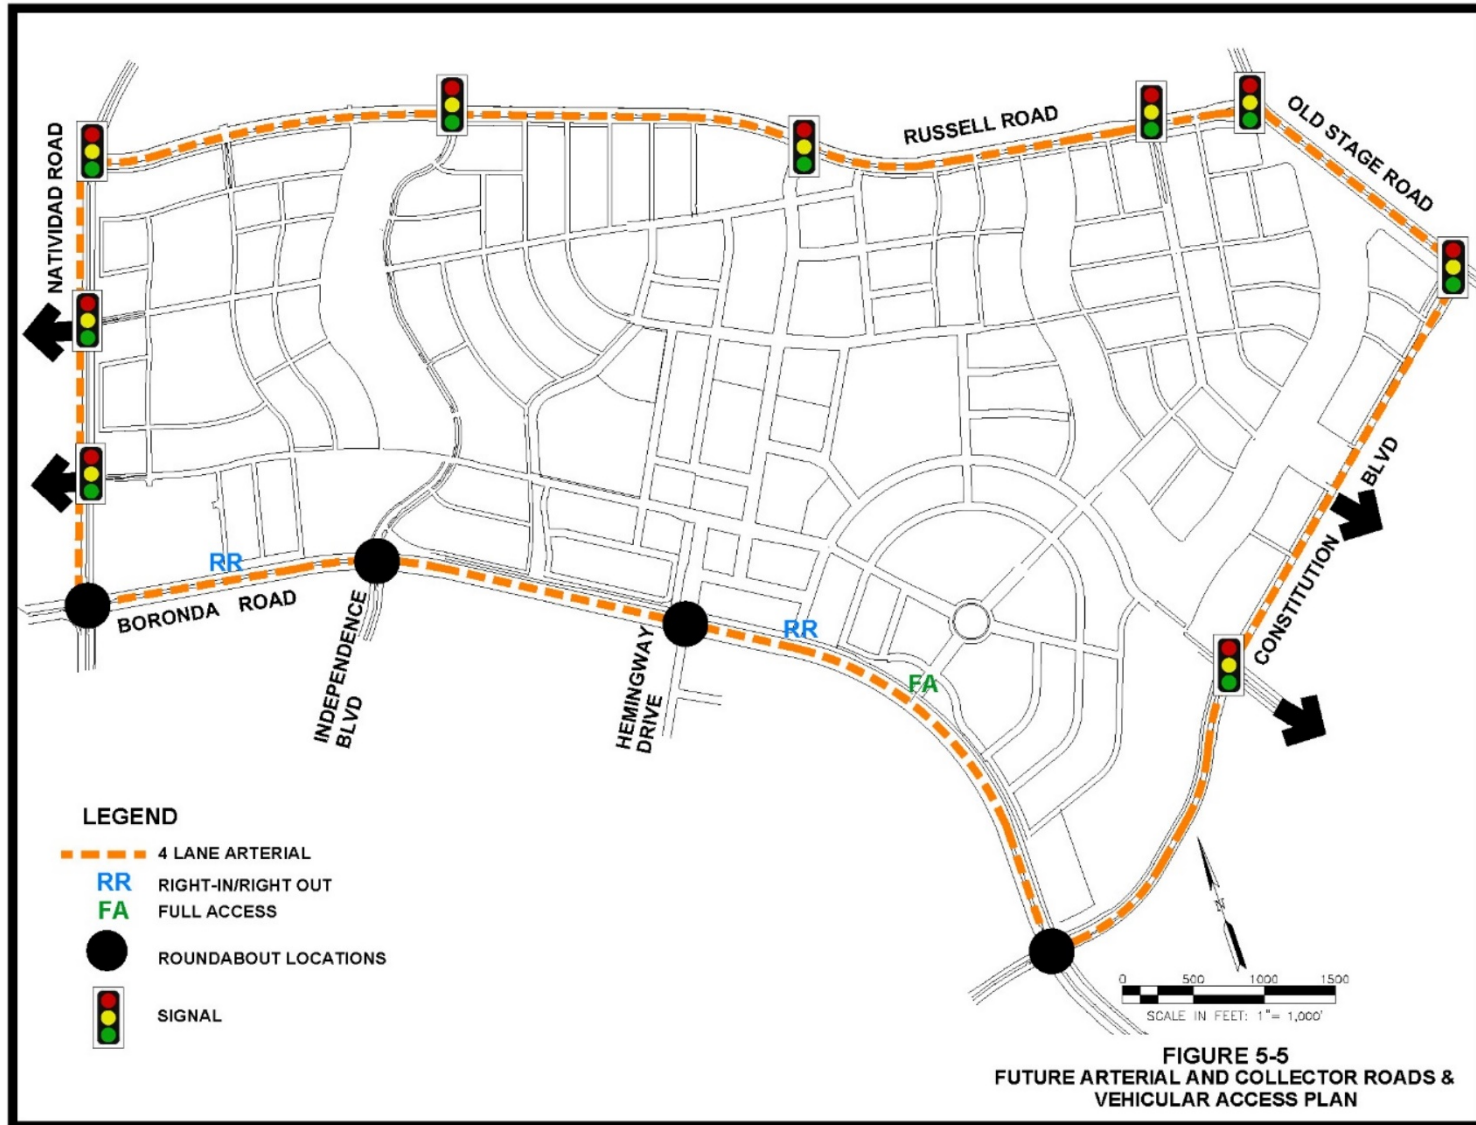 RUSSELL ROAD
OLD STAGE ROAD
NATIVIDAD ROAD
CONSTITUTION BLVD
RR
BORONDA ROAD
INDEPENDENCE
BLVD
HEMINGWAY
DRIVE
RR
FA
LEGEND
4 LANE ARTERIAL
RR RIGHT-IN/RIGHT OUT
FA FULL ACCESS
ROUNDABOUT LOCATIONS
SIGNAL
N
0 500 1000 1500
SCALE IN FEET: 1"= 1,000'
FIGURE 5-5
FUTURE ARTERIAL AND COLLECTOR ROADS &
VEHICULAR ACCESS PLAN